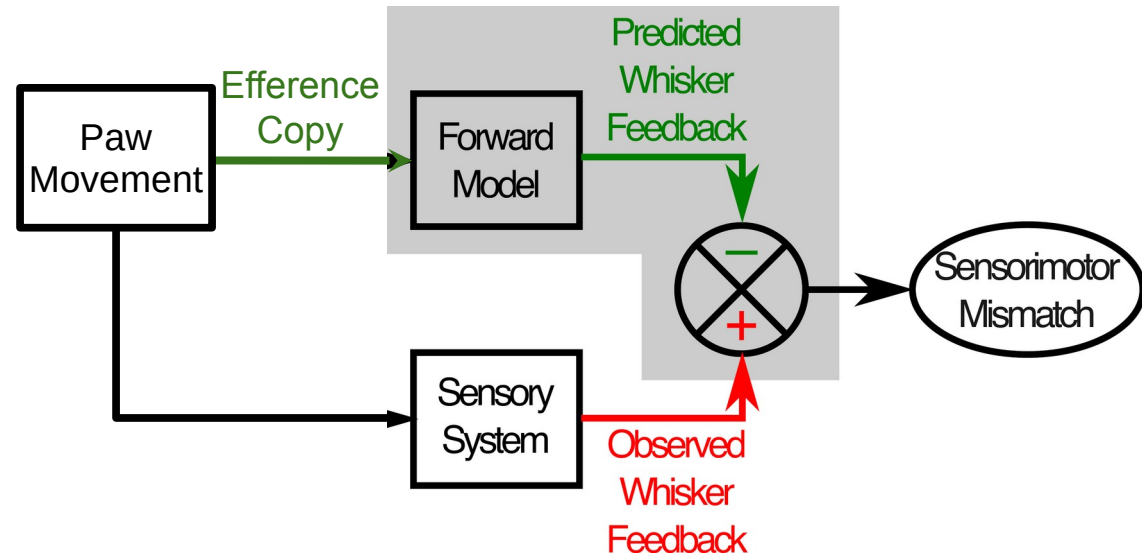 Paw
Movement
Efference
Copy
Forward
Model
Predicted
Whisker
Feedback
−
+
Sensorimotor
Mismatch
Sensory
System
Observed
Whisker
Feedback